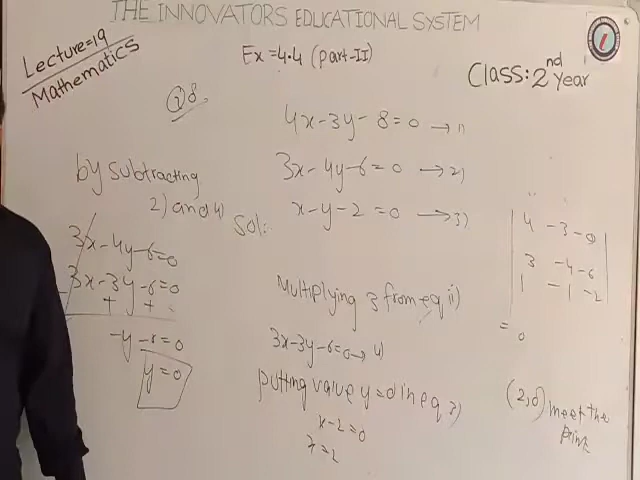 THE INNOVATORS EDUCATIONAL SYSTEM
Lecture=19
Mathematics
Ex=4.4 (Part-II)
Class: 2nd year
Q8.
4x-3y-8=0 → 1)
3x-4y-6=0 → 2)
x-y-2=0 → 3)
by subtracting
2) and 4)
Sol:
3x-4y-6=0
3x-3y-6=0
+ +
y=0
Multiplying 3 from eq ii)
3x-3y-6=0 → 4)
putting value y=0 in eq 3)
x-2=0
x=2
4 -3 -8
3 -4 -6
1 -1 -2
= 0
(2,0) meet the
point